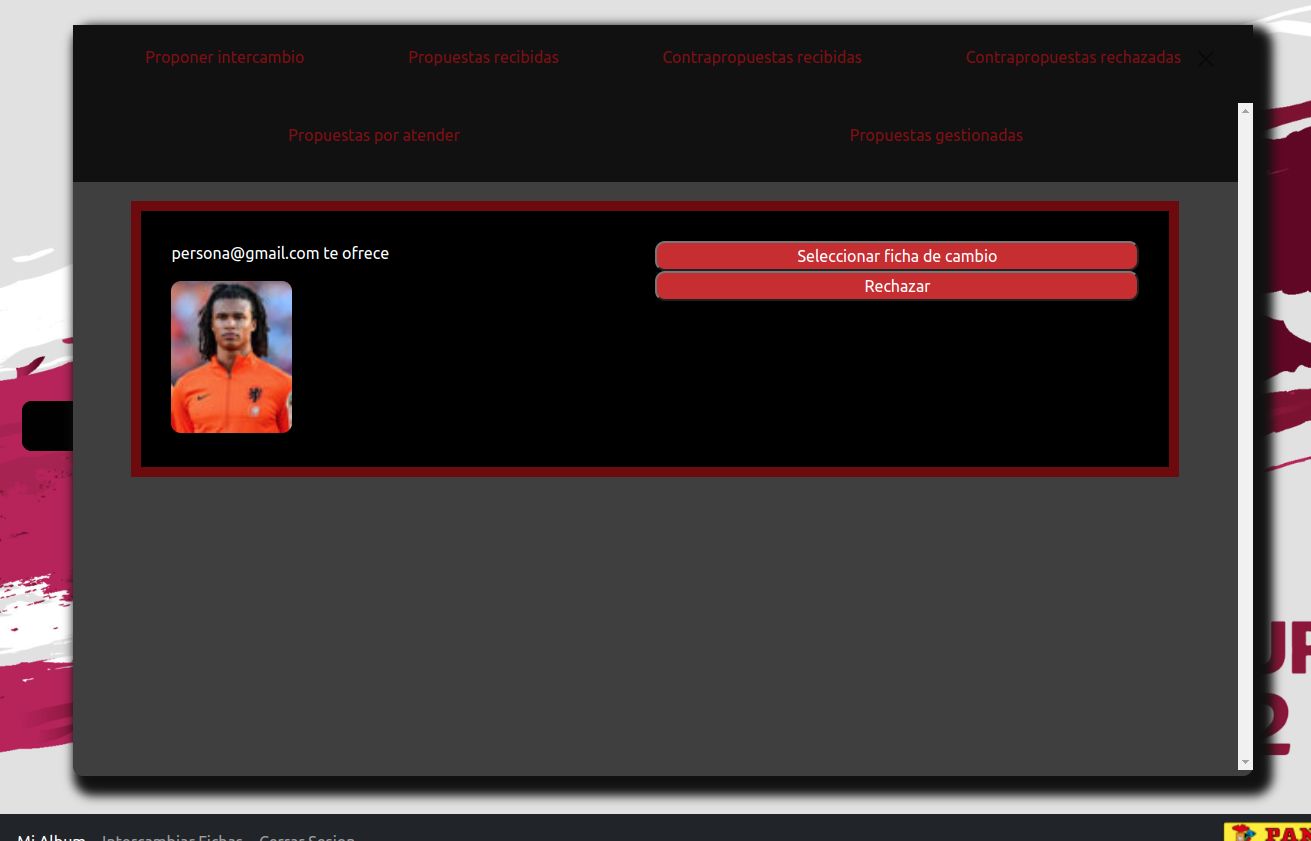 Proponer intercambio Propuestas recibidas Contrapropuestas recibidas Contrapropuestas rechazadas
Propuestas por atender Propuestas gestionadas
persona@gmail.com te ofrece
Seleccionar ficha de cambio
Rechazar
2
Mi Album Intercambiar Fichas Cerrar Sesion